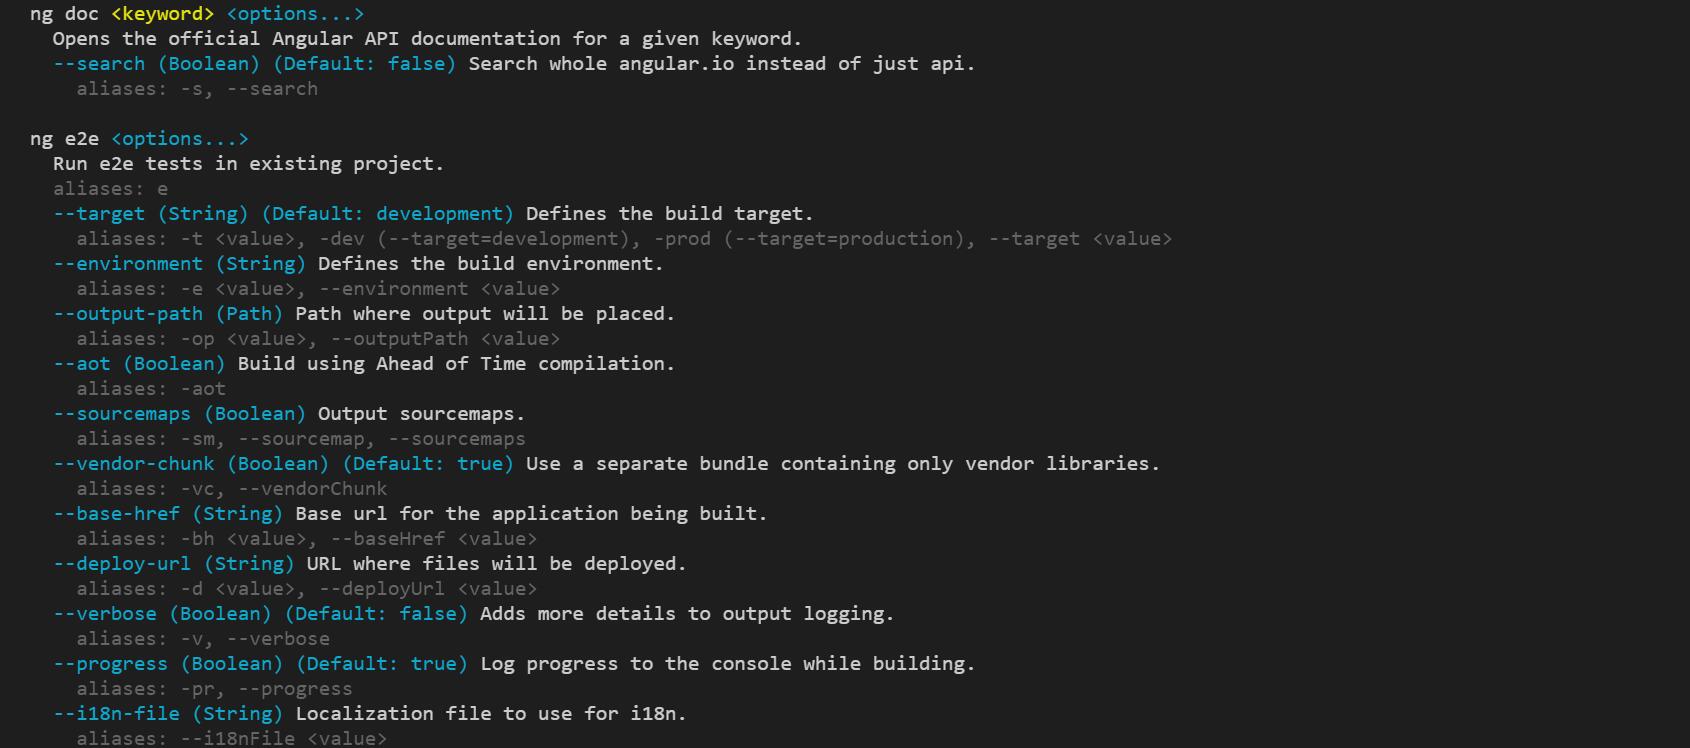 ng doc <keyword> <options...>
Opens the official Angular API documentation for a given keyword.
--search (Boolean) (Default: false) Search whole angular.io instead of just api.
aliases: -s, --search
ng e2e <options...>
Run e2e tests in existing project.
aliases: e
--target (String) (Default: development) Defines the build target.
aliases: -t <value>, -dev (--target=development), -prod (--target=production), --target <value>
--environment (String) Defines the build environment.
aliases: -e <value>, --environment <value>
--output-path (Path) Path where output will be placed.
aliases: -op <value>, --outputPath <value>
--aot (Boolean) Build using Ahead of Time compilation.
aliases: -aot
--sourcemaps (Boolean) Output sourcemaps.
aliases: -sm, --sourcemap, --sourcemaps
--vendor-chunk (Boolean) (Default: true) Use a separate bundle containing only vendor libraries.
aliases: -vc, --vendorChunk
--base-href (String) Base url for the application being built.
aliases: -bh <value>, --baseHref <value>
--deploy-url (String) URL where files will be deployed.
aliases: -d <value>, --deployUrl <value>
--verbose (Boolean) (Default: false) Adds more details to output logging.
aliases: -v, --verbose
--progress (Boolean) (Default: true) Log progress to the console while building.
aliases: -pr, --progress
--i18n-file (String) Localization file to use for i18n.
aliases: --i18nFile <value>